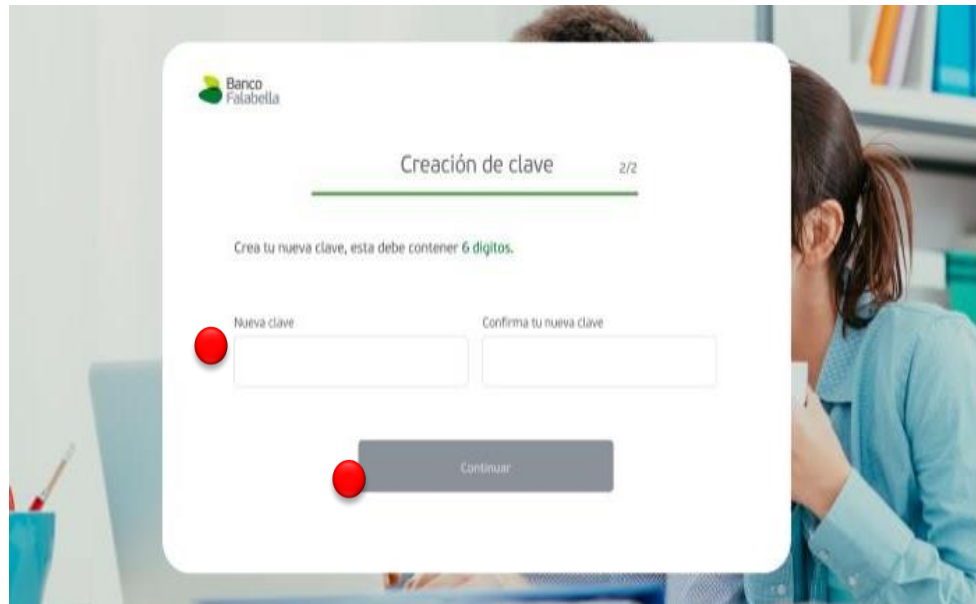 Banco
Falabella
Creación de clave 2/2
Crea tu nueva clave, esta debe contener 6 dígitos.
Nueva clave Confirma tu nueva clave
Continuar